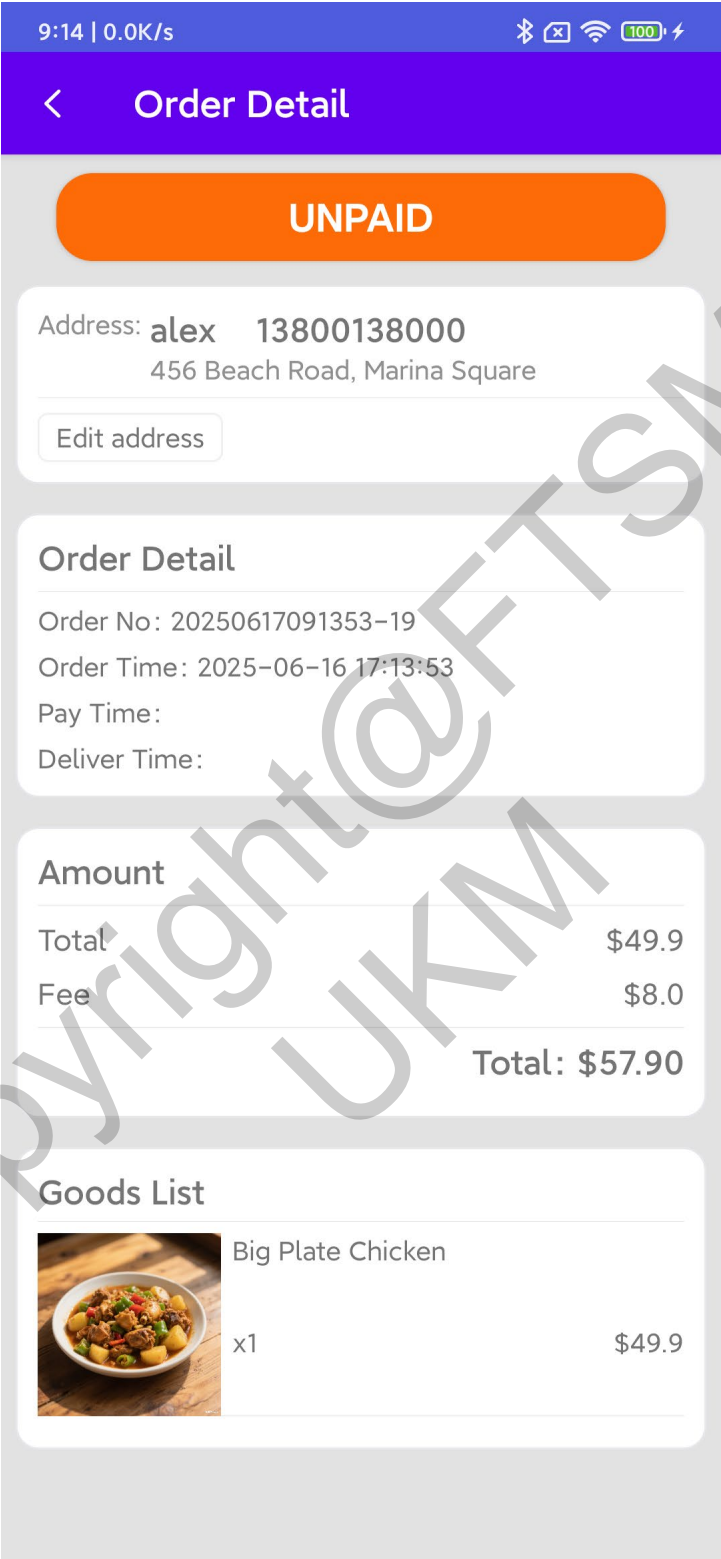 9:14 | 0.0K/s
100
Order Detail
UNPAID
Address: alex 13800138000
456 Beach Road, Marina Square
Edit address
Order Detail
Order No: 20250617091353-19
Order Time: 2025-06-16 17:13:53
Pay Time:
Deliver Time:
Amount
Total $49.9
Fee $8.0
Total: $57.90
Goods List
Big Plate Chicken
x1 $49.9
pyright@FTSM
UKM